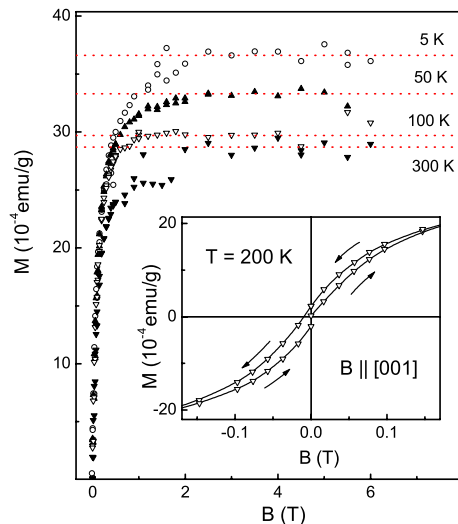 40
30
20
10
0
M (10⁻⁴emu/g)
5 K
50 K
100 K
300 K
0
2
4
6
B (T)
20
0
-20
M (10⁻⁴emu/g)
T = 200 K
B || [001]
-0.1
0.0
0.1
B (T)